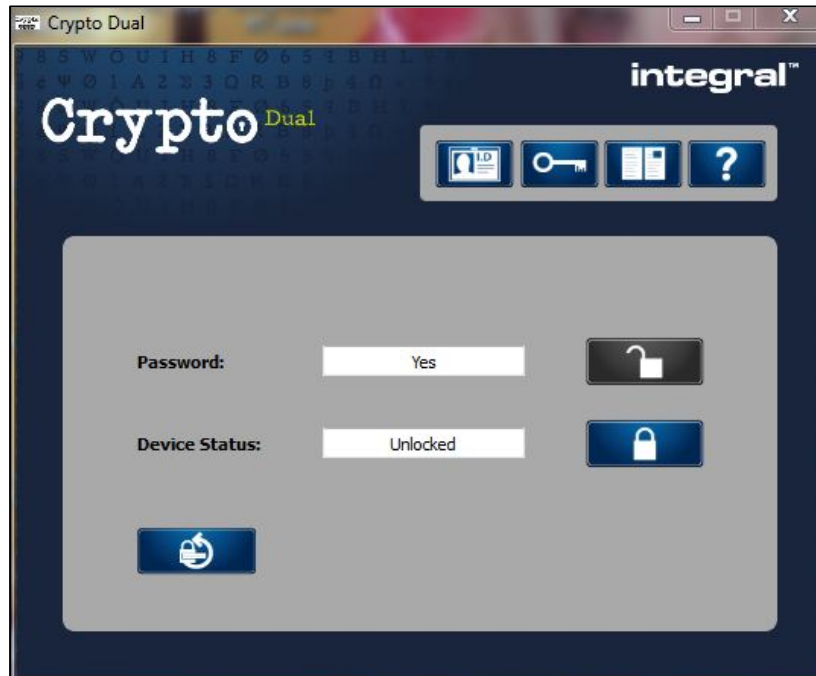 Crypto Dual
integral™
Crypto Dual
I.D
?
Password:
Yes
Device Status:
Unlocked